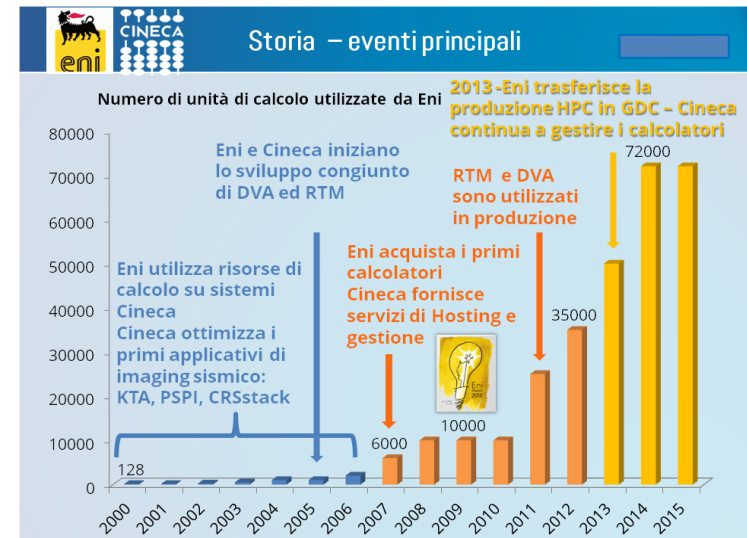 eni
CINECA
Storia – eventi principali
Numero di unità di calcolo utilizzate da Eni
2013 -Eni trasferisce la
produzione HPC in GDC – Cineca
continua a gestire i calcolatori
Eni e Cineca iniziano
lo sviluppo congiunto
di DVA ed RTM
RTM e DVA
sono utilizzati
in produzione
Eni acquista i primi
calcolatori
Cineca fornisce
servizi di Hosting e
gestione
Eni utilizza risorse di
calcolo su sistemi
Cineca
Cineca ottimizza i
primi applicativi di
imaging sismico:
KTA, PSPI, CRSstack
80000
70000
60000
50000
40000
30000
20000
10000
0
128
6000
10000
35000
72000
Eni
2015
2000
2001
2002
2003
2004
2005
2006
2007
2008
2009
2010
2011
2012
2013
2014
2015